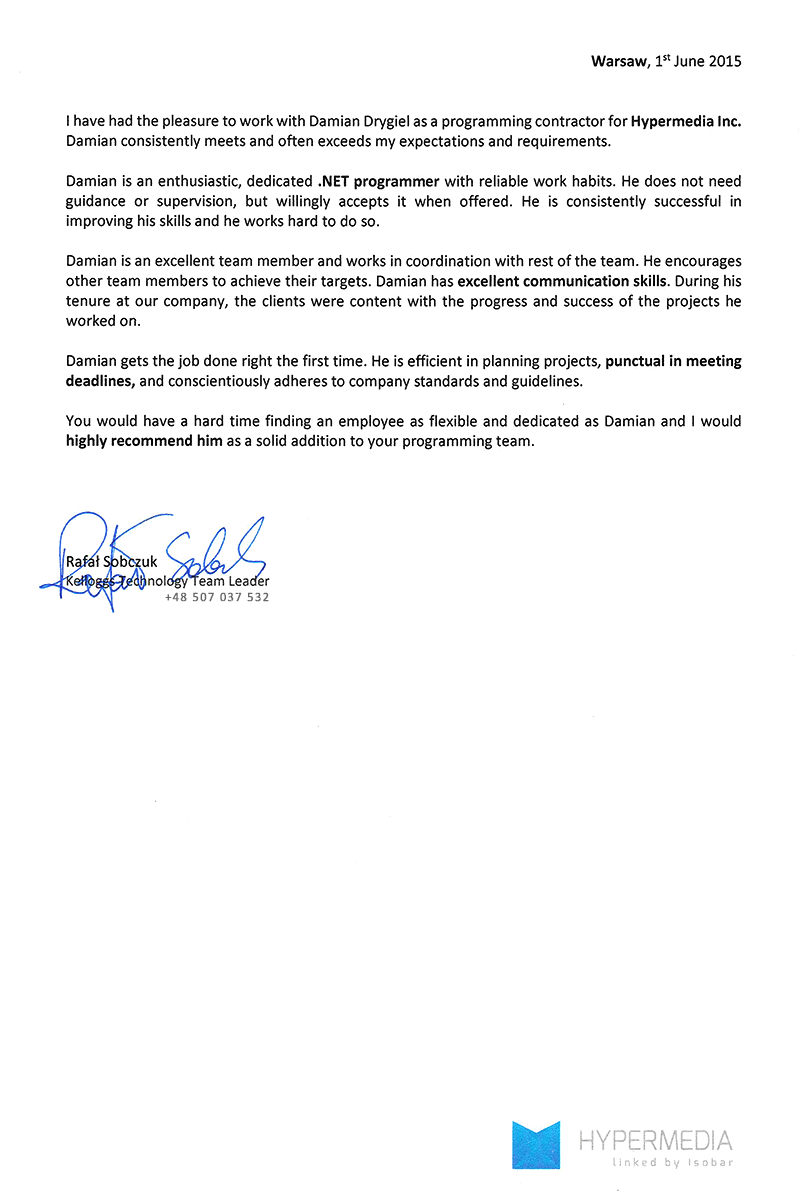 Warsaw, 1st June 2015
I have had the pleasure to work with Damian Drygiel as a programming contractor for Hypermedia Inc.
Damian consistently meets and often exceeds my expectations and requirements.
Damian is an enthusiastic, dedicated .NET programmer with reliable work habits. He does not need
guidance or supervision, but willingly accepts it when offered. He is consistently successful in
improving his skills and he works hard to do so.
Damian is an excellent team member and works in coordination with rest of the team. He encourages
other team members to achieve their targets. Damian has excellent communication skills. During his
tenure at our company, the clients were content with the progress and success of the projects he
worked on.
Damian gets the job done right the first time. He is efficient in planning projects, punctual in meeting
deadlines, and conscientiously adheres to company standards and guidelines.
You would have a hard time finding an employee as flexible and dedicated as Damian and I would
highly recommend him as a solid addition to your programming team.
Rafał Sobczuk
Kelloggs Technology Team Leader
+48 507 037 532
HYPERMEDIA
linked by Isobar